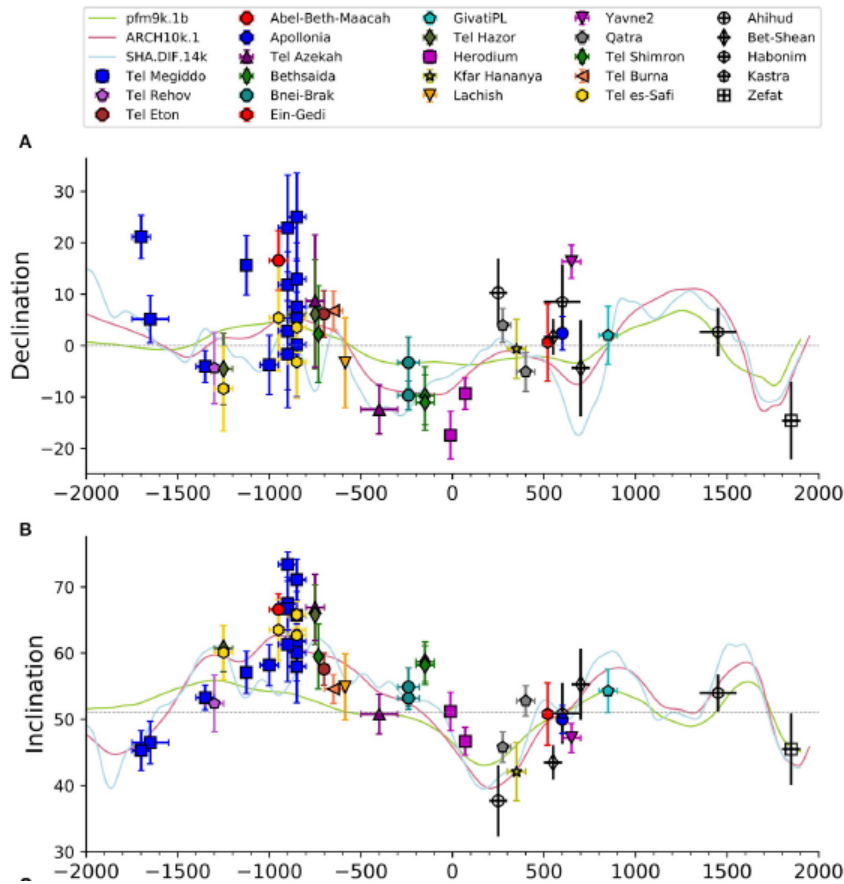 pfm9k.1b Abel-Beth-Maacah GivatiPL Yavne2 Ahihud
ARCH10k.1 Apollonia Tel Hazor Qatra Bet-Shean
SHA.DIF.14k Tel Azekah Herodium Tel Shimron Habonim
Tel Megiddo Bethsaida Kfar Hananya Tel Burna Kastra
Tel Rehov Bnei-Brak Lachish Tel es-Safi Zefat
Tel Eton Ein-Gedi
A
Declination
30
20
10
0
−10
−20
−2000 −1500 −1000 −500 0 500 1000 1500 2000
B
Inclination
70
60
50
40
30
−2000 −1500 −1000 −500 0 500 1000 1500 2000